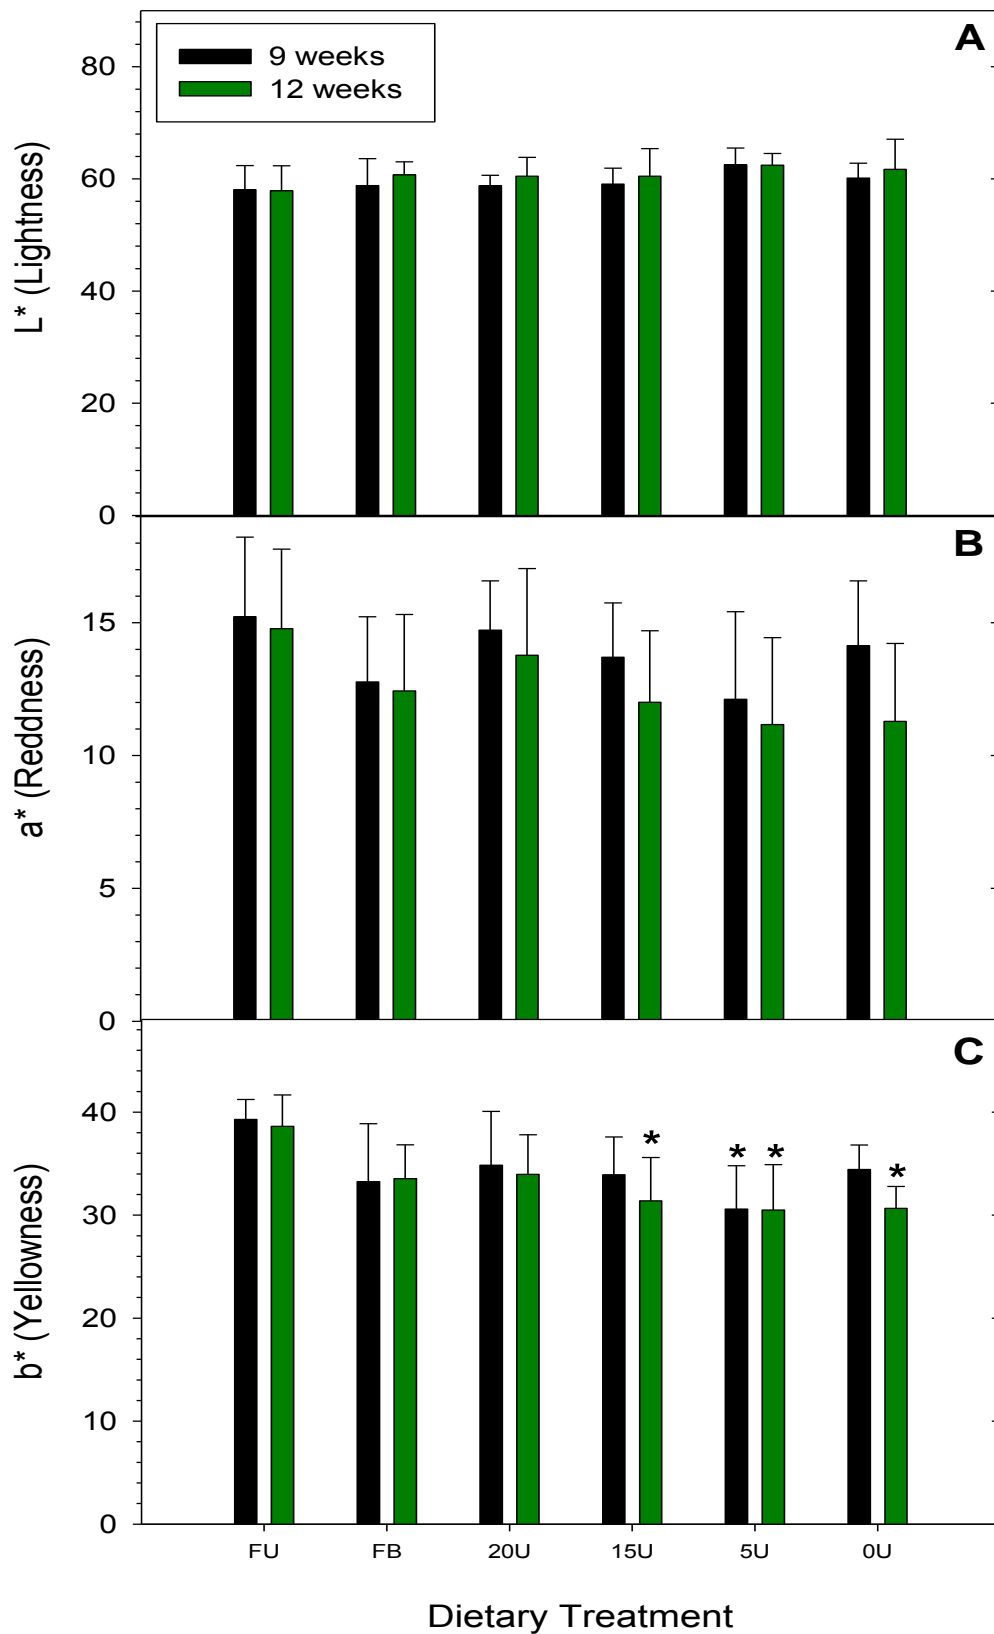 A
9 weeks
12 weeks
L* (Lightness)
80
60
40
20
0
B
a* (Reddness)
15
10
5
0
C
b* (Yellowness)
40
30
20
10
0
*
* *
*
FU FB 20U 15U 5U 0U
Dietary Treatment